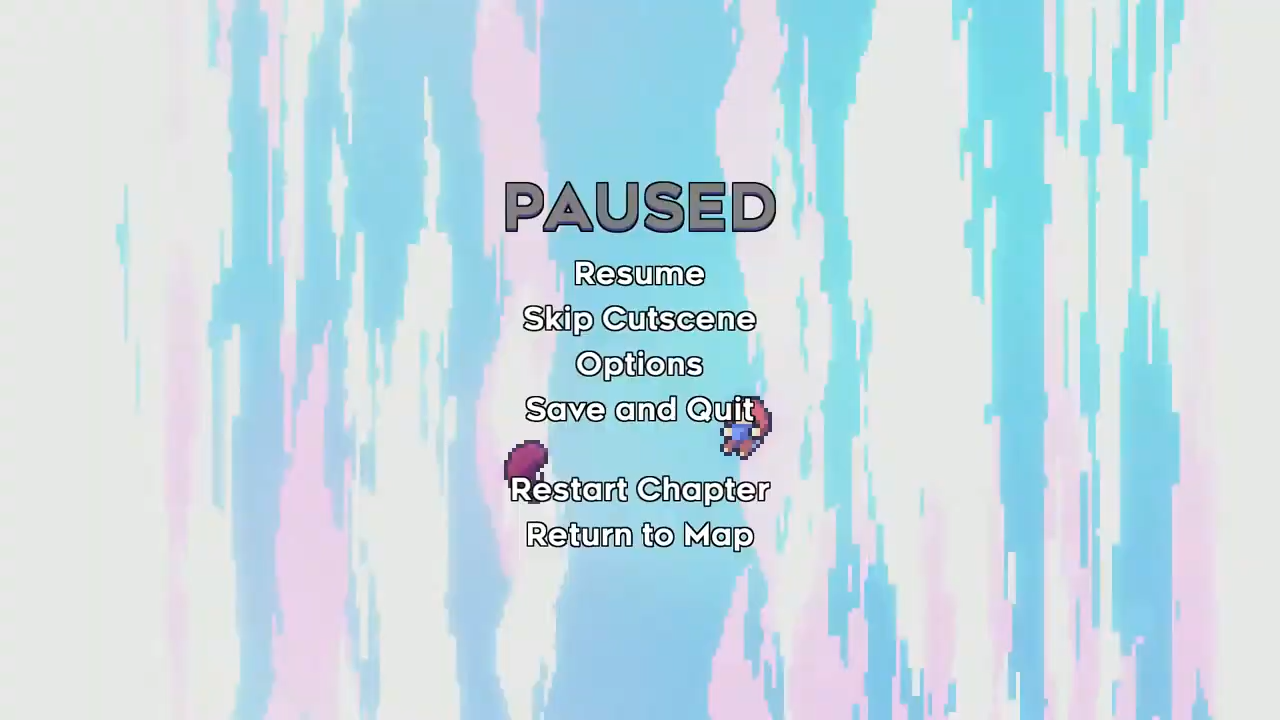 PAUSED
Resume
Skip Cutscene
Options
Save and Quit
Restart Chapter
Return to Map